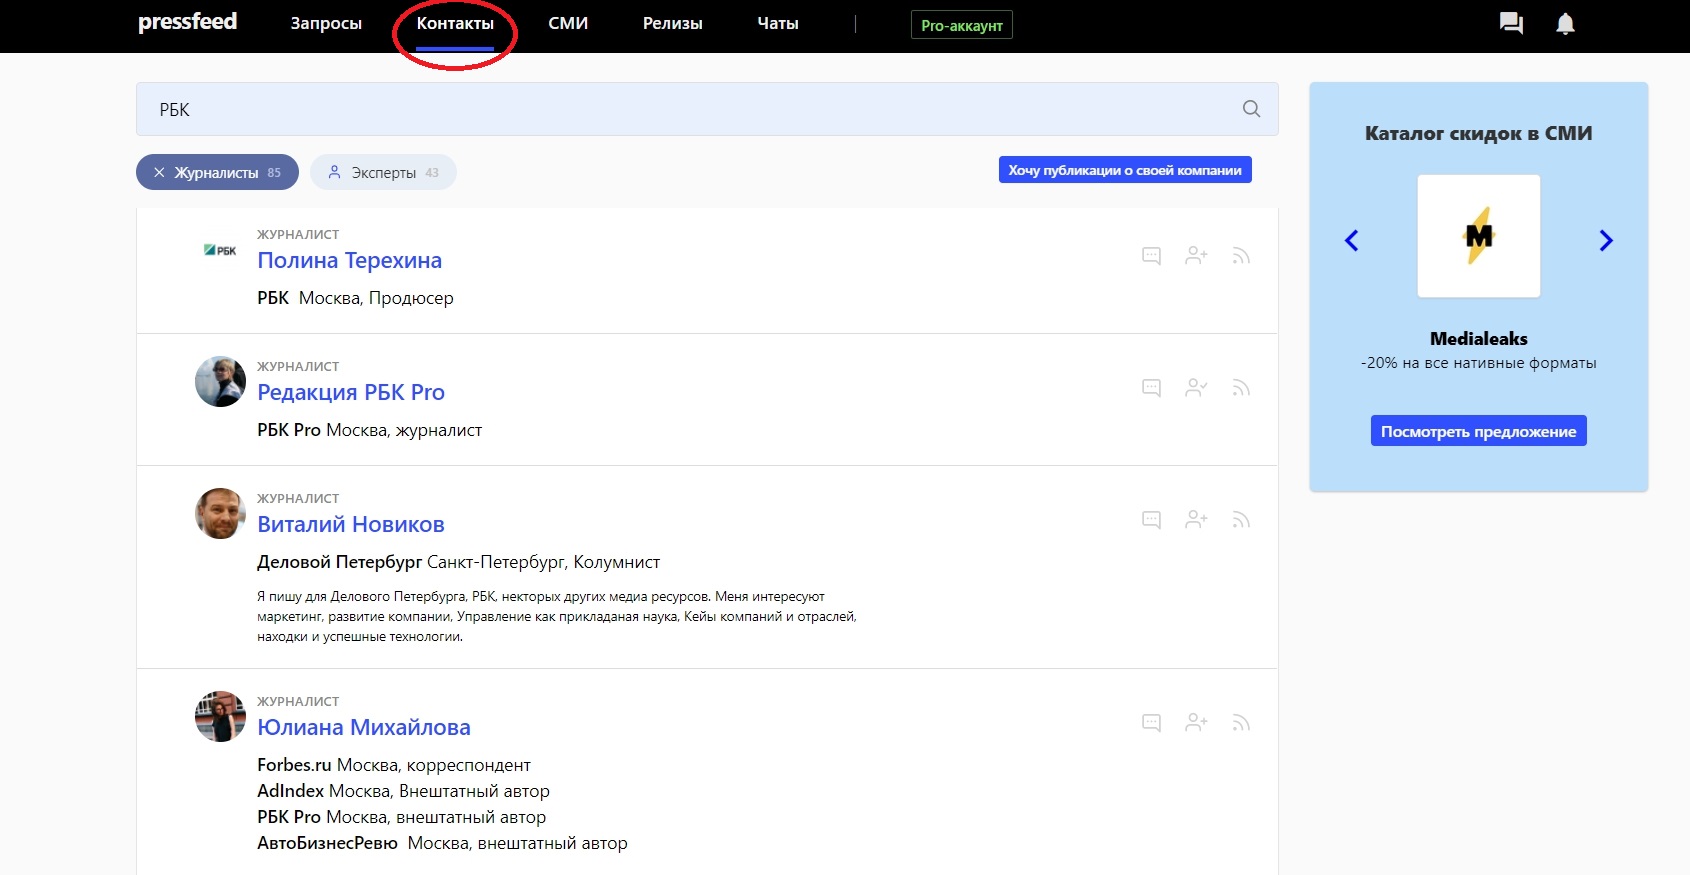 pressfeed Запросы Контакты СМИ Релизы Чаты Pro-аккаунт
РБК
Журналисты 85 Эксперты 43 Хочу публикации о своей компании
РБК
ЖУРНАЛИСТ
Полина Терехина
РБК Москва, Продюсер
ЖУРНАЛИСТ
Редакция РБК Pro
РБК Pro Москва, журналист
ЖУРНАЛИСТ
Виталий Новиков
Деловой Петербург Санкт-Петербург, Колумнист
Я пишу для Делового Петербурга, РБК, некторых других медиа ресурсов. Меня интересуют
маркетинг, развитие компании, Управление как прикладаная наука, Кейы компаний и отраслей,
находки и успешные технологии.
ЖУРНАЛИСТ
Юлиана Михайлова
Forbes.ru Москва, корреспондент
AdIndex Москва, Внештатный автор
РБК Pro Москва, внештатный автор
АвтоБизнесРевю Москва, внештатный автор
Каталог скидок в СМИ
M
Medialeaks
-20% на все нативные форматы
Посмотреть предложение